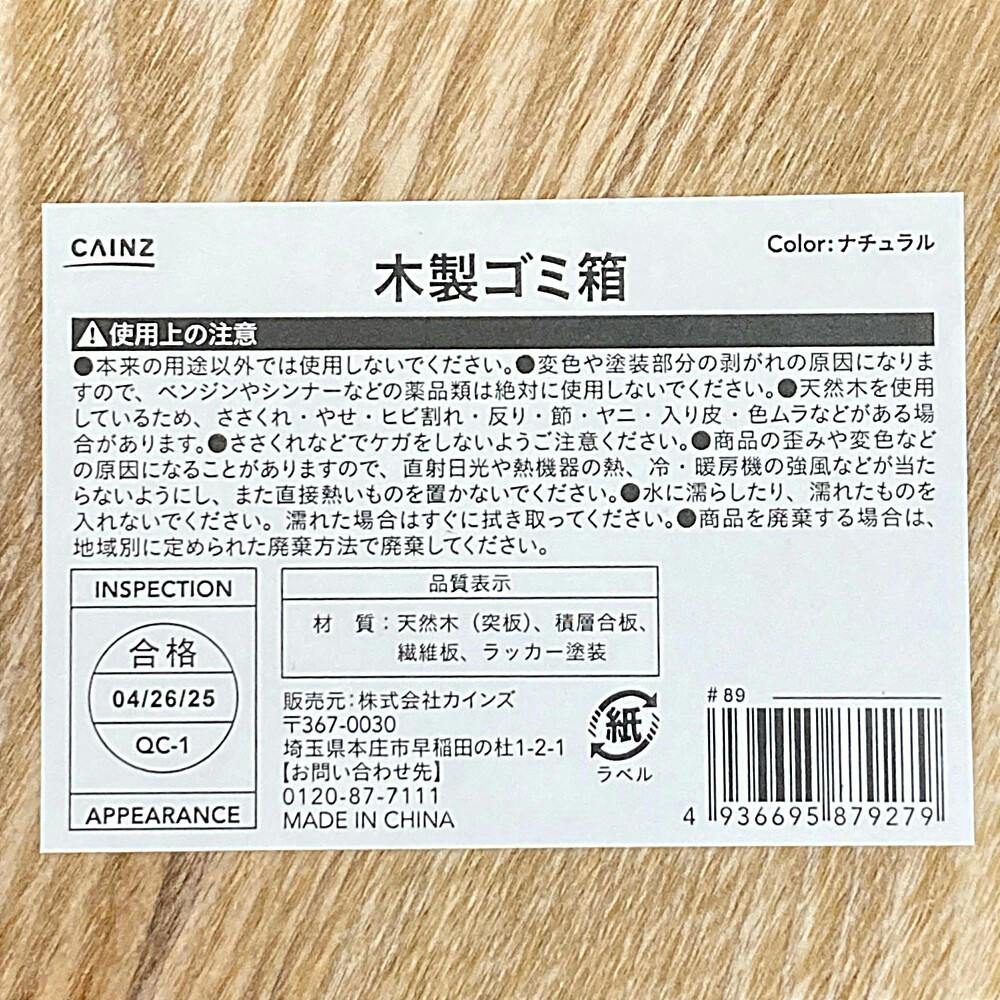 CAINZ
Color:ナチュラル
木製ゴミ箱
⚠使用上の注意
●本来の用途以外では使用しないでください。●変色や塗装部分の剥がれの原因になりま
すので、ベンジンやシンナーなどの薬品類は絶対に使用しないでください。●天然木を使用
しているため、ささくれ・やせ・ヒビ割れ・反り・節・ヤニ・入り皮・色ムラなどがある場
合があります。●ささくれなどでケガをしないようご注意ください。●商品の歪みや変色など
の原因になることがありますので、直射日光や熱機器の熱、冷・暖房機の強風などが当た
らないようにし、また直接熱いものを置かないでください。●水に濡らしたり、濡れたものを
入れないでください。濡れた場合はすぐに拭き取ってください。●商品を廃棄する場合は、
地域別に定められた廃棄方法で廃棄してください。
INSPECTION
合格
04/26/25
QC-1
APPEARANCE
品質表示
材 質：天然木（突板）、積層合板、
繊維板、ラッカー塗装
販売元：株式会社カインズ
〒367-0030
埼玉県本庄市早稲田の杜1-2-1
【お問い合わせ先】
0120-87-7111
MADE IN CHINA
紙
ラベル
#89
4 936695 879279